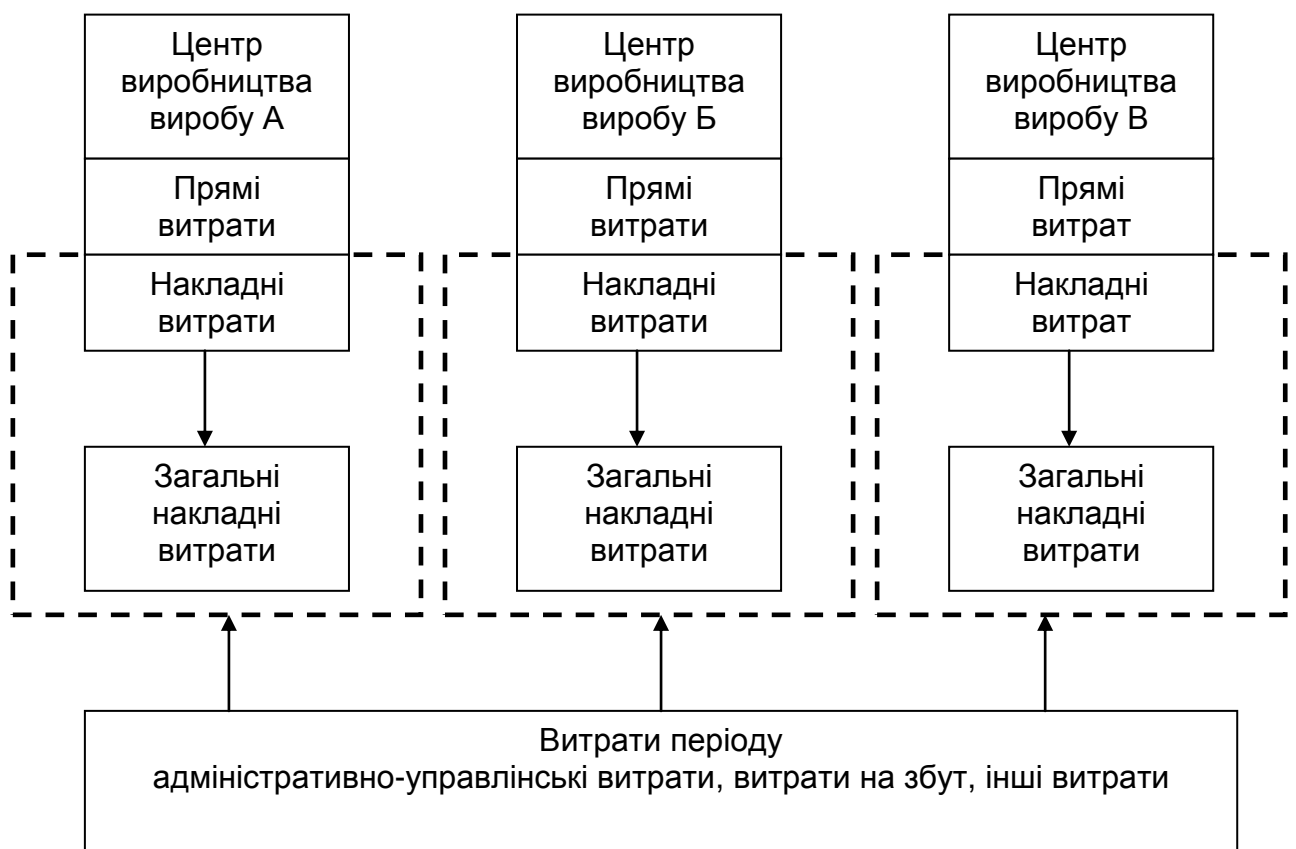 Центр
виробництва
виробу А
Прямі
витрати
Накладні
витрати
Загальні
накладні
витрати
Центр
виробництва
виробу Б
Прямі
витрати
Накладні
витрати
Загальні
накладні
витрати
Центр
виробництва
виробу В
Прямі
витрат
Накладні
витрат
Загальні
накладні
витрати
Витрати періоду
адміністративно-управлінські витрати, витрати на збут, інші витрати